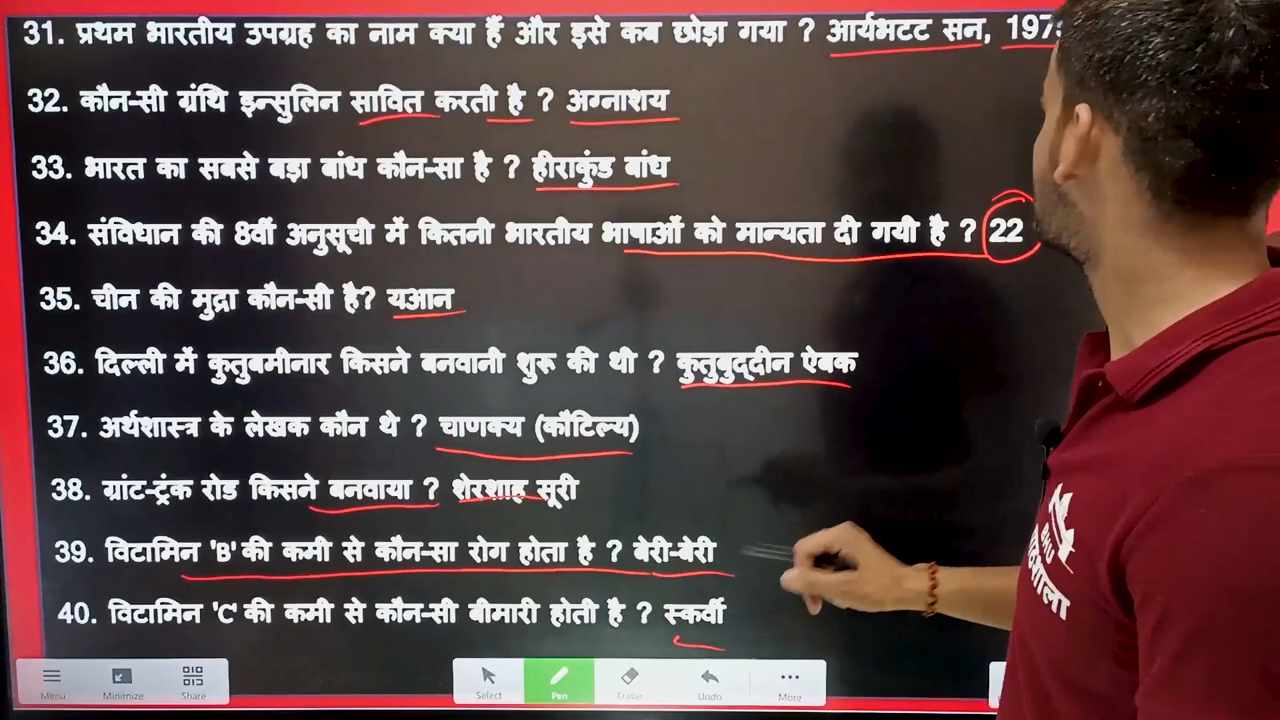 31. प्रथम भारतीय उपग्रह का नाम क्या हैं और इसे कब छोड़ा गया ? आर्यभटट सन, 197
32. कौन-सी ग्रंथि इन्सुलिन सावित करती है ? अग्नाशय
33. भारत का सबसे बड़ा बांध कौन-सा है ? हीराकुंड बांध
34. संविधान की 8वीं अनुसूची में कितनी भारतीय भाषाओं को मान्यता दी गयी है ? 22
35. चीन की मुद्रा कौन-सी है? यआन
36. दिल्ली में कुतुबमीनार किसने बनवानी शुरू की थी ? कुतुबुद्दीन ऐबक
37. अर्थशास्त्र के लेखक कौन थे ? चाणक्य (कौटिल्य)
38. ग्रांट-ट्रंक रोड किसने बनवाया ? शेरशाह सूरी
39. विटामिन 'B'की कमी से कौन-सा रोग होता है ? बेरी-बेरी
40. विटामिन 'C'की कमी से कौन-सी बीमारी होती है ? स्कर्वी
Menu Minimize Share Select Pen Eraser Undo More